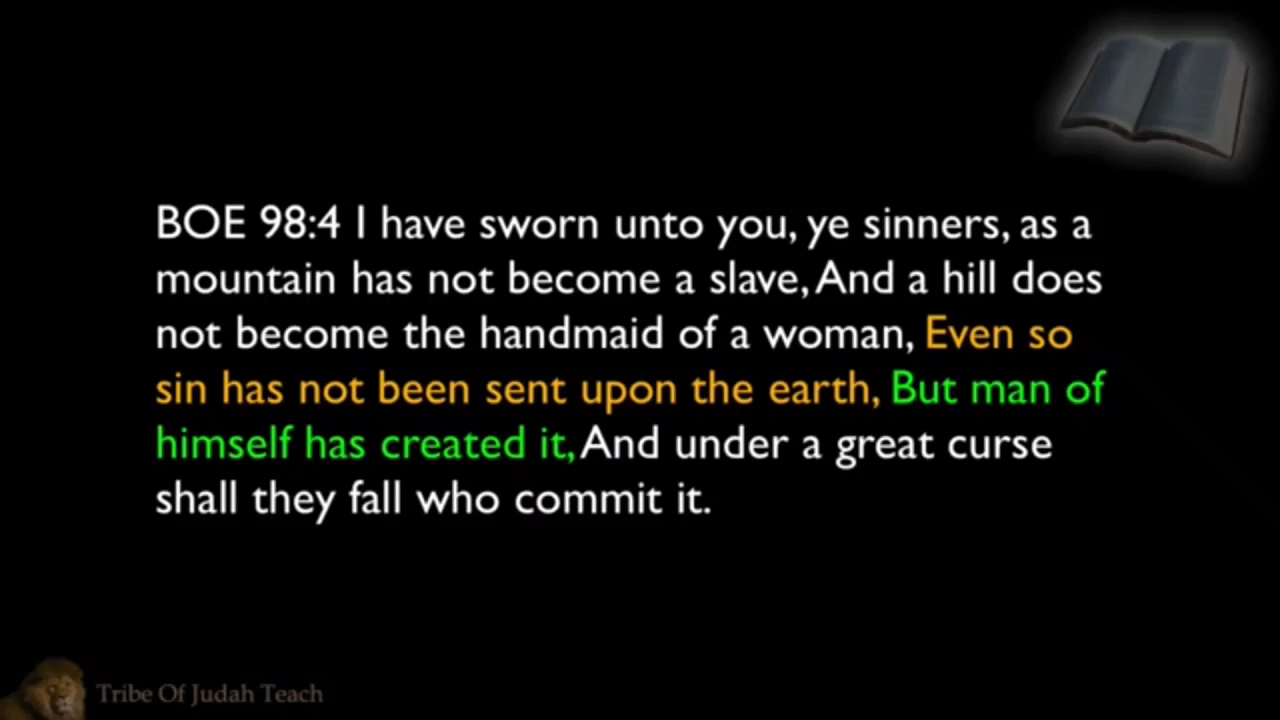 BOE 98:4 I have sworn unto you, ye sinners, as a
mountain has not become a slave, And a hill does
not become the handmaid of a woman, Even so
sin has not been sent upon the earth, But man of
himself has created it, And under a great curse
shall they fall who commit it.
Tribe Of Judah Teach